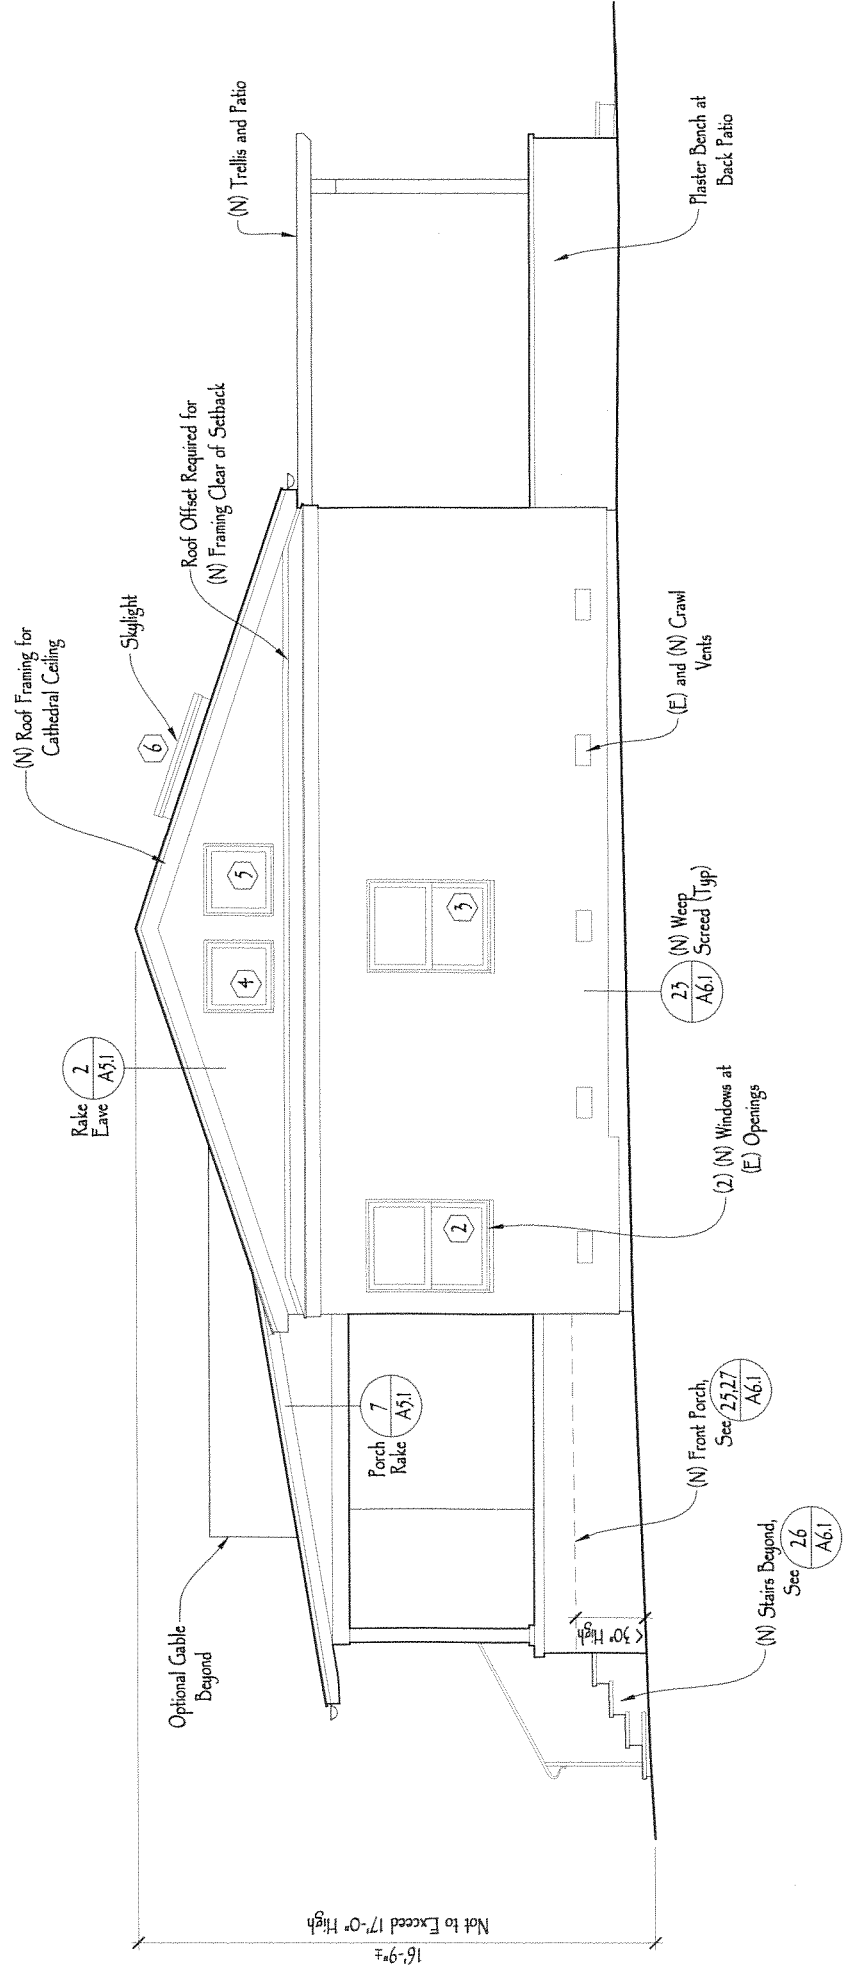 (N) Roof Framing for
Cathedral Ceiling
Skylight
6
Roof Offset Required for
(N) Framing Clear of Setback
(N) Trellis and Patio
Rake
Eave
2
A5.1
4
5
3
2
Optional Gable
Beyond
Porch
Rake
7
A5.1
16'-9"±
Not to Exceed 17'-0" High
< 30" High
(N) Stairs Beyond,
See
26
A6.1
(N) Front Porch,
See
25,27
A6.1
(2) (N) Windows at
(E) Openings
23
A6.1
(N) Weep
Screed (Typ)
(E) and (N) Crawl
Vents
Plaster Bench at
Back Patio